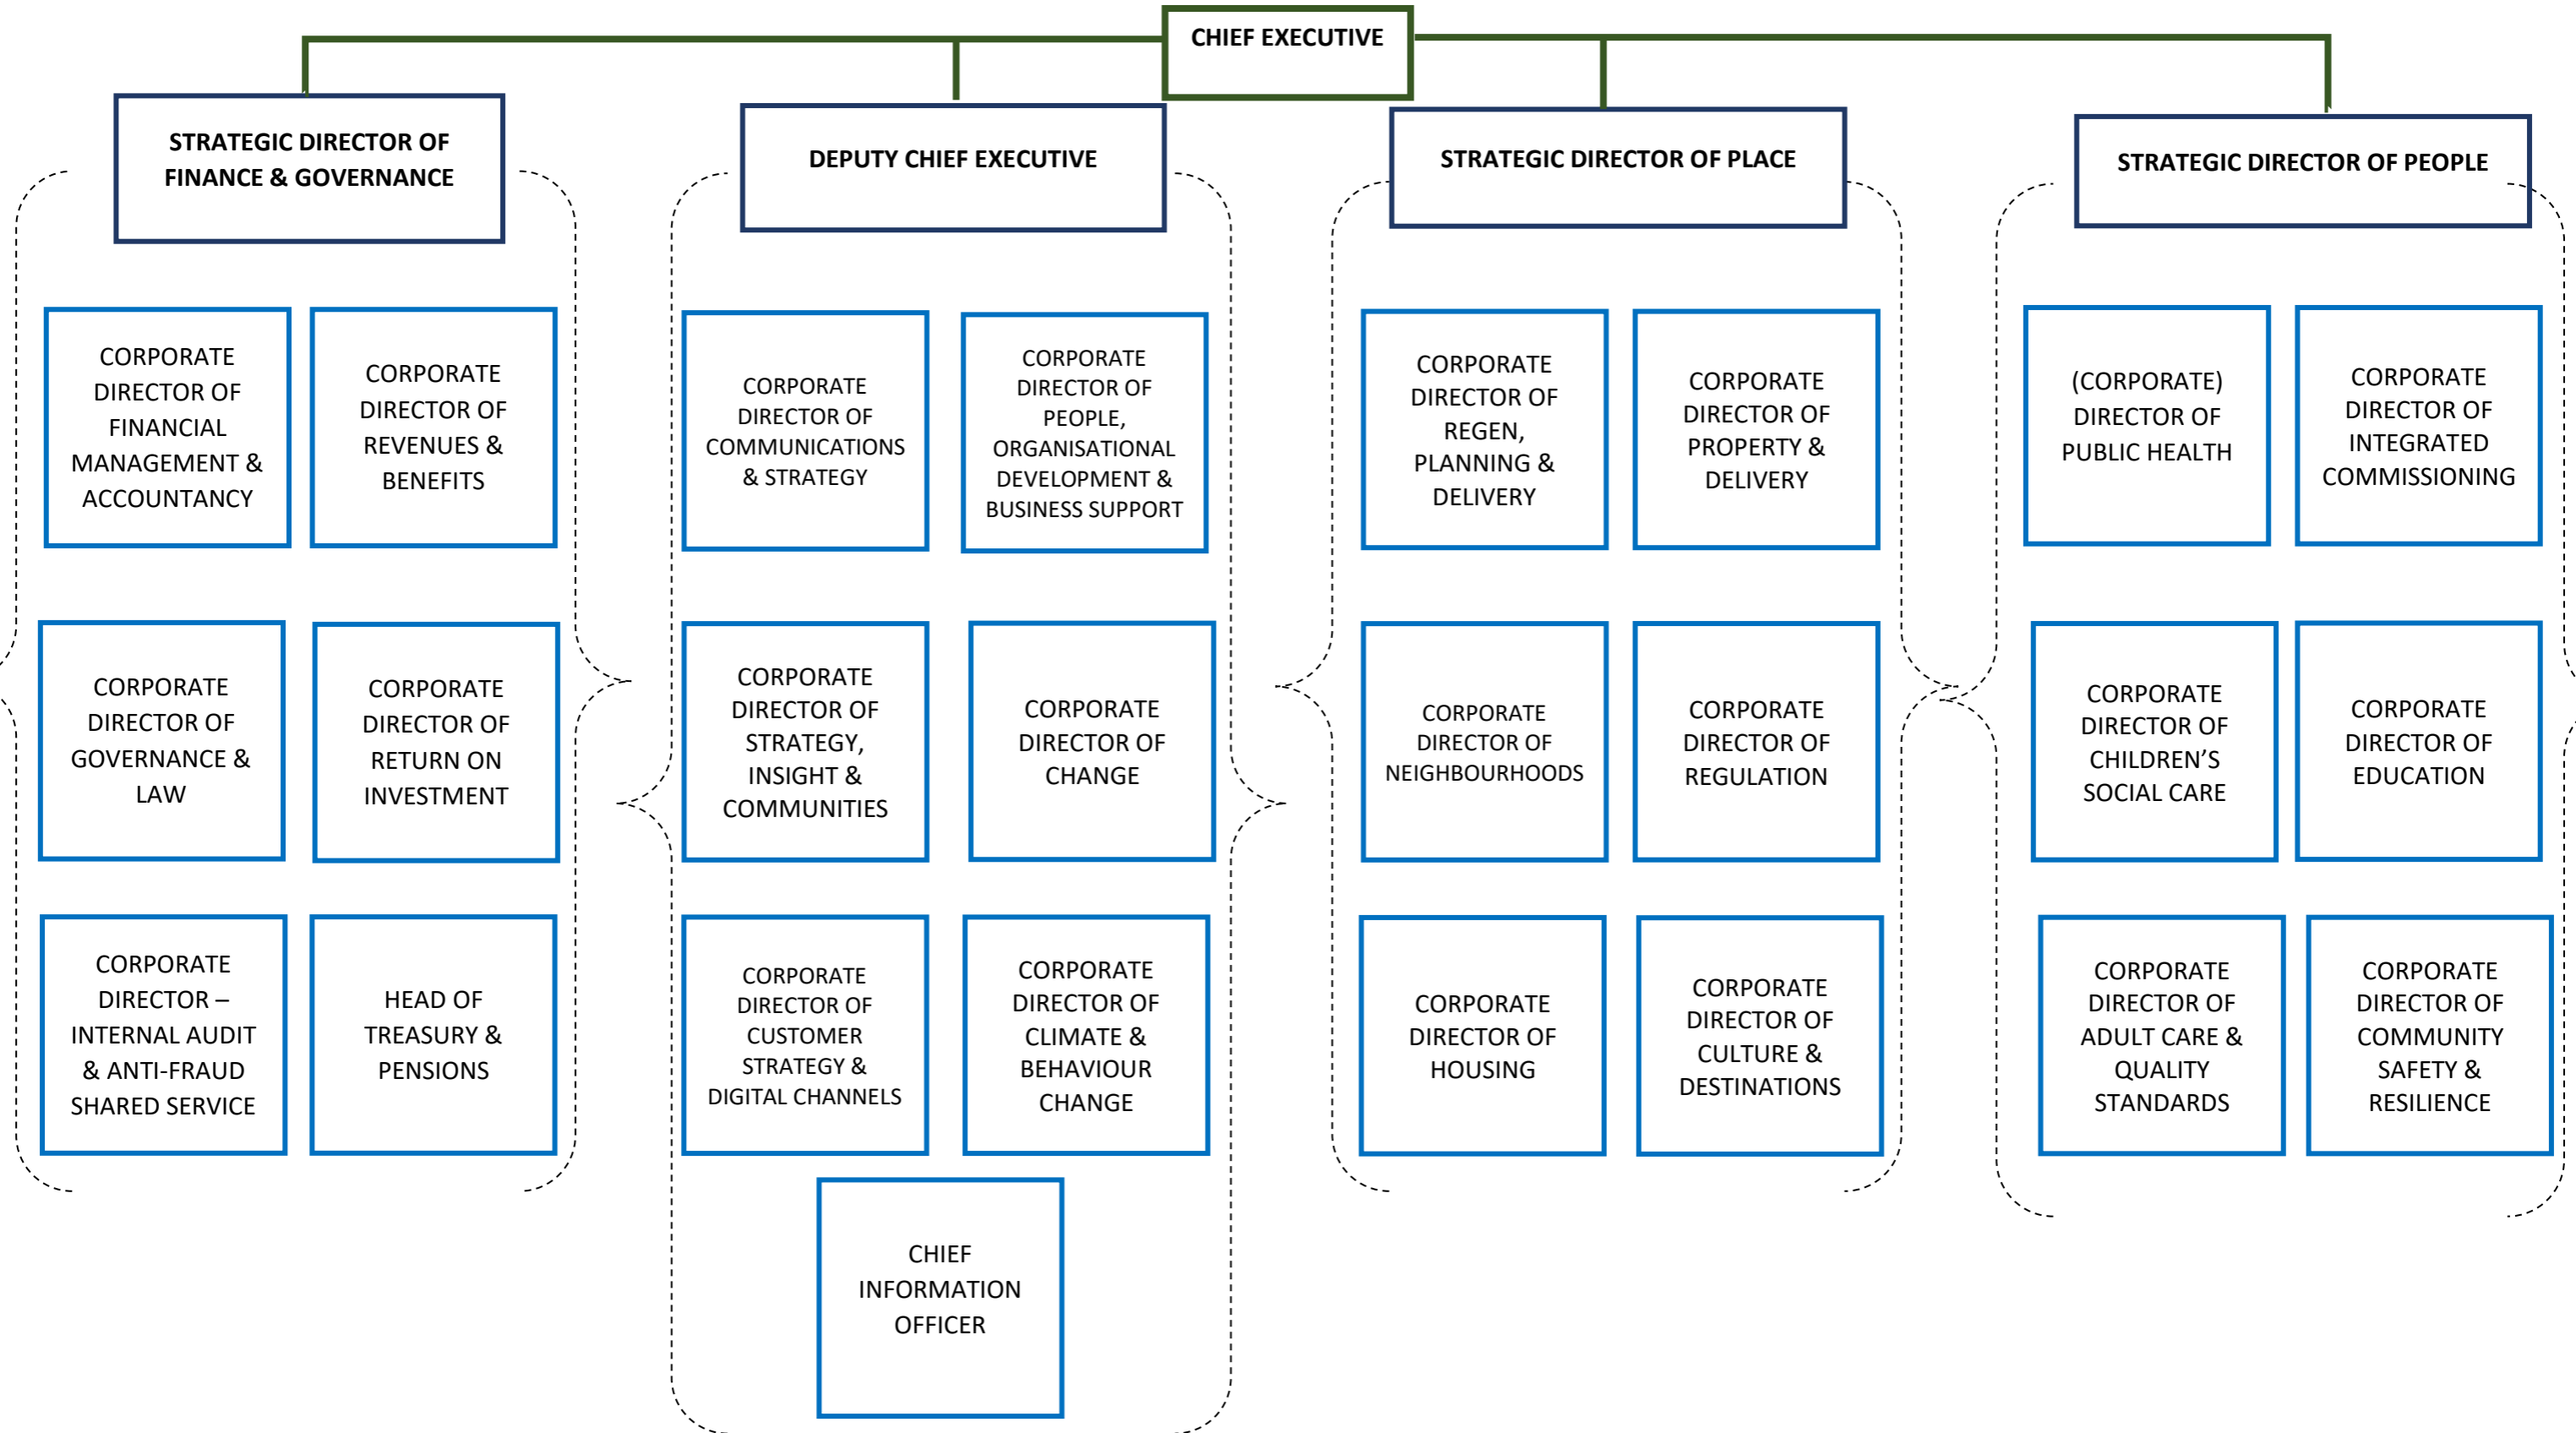 CHIEF EXECUTIVE
STRATEGIC DIRECTOR OF
FINANCE & GOVERNANCE
DEPUTY CHIEF EXECUTIVE
STRATEGIC DIRECTOR OF PLACE
STRATEGIC DIRECTOR OF PEOPLE
CORPORATE
DIRECTOR OF
FINANCIAL
MANAGEMENT &
ACCOUNTANCY
CORPORATE
DIRECTOR OF
REVENUES &
BENEFITS
CORPORATE
DIRECTOR OF
COMMUNICATIONS
& STRATEGY
CORPORATE
DIRECTOR OF
PEOPLE,
ORGANISATIONAL
DEVELOPMENT &
BUSINESS SUPPORT
CORPORATE
DIRECTOR OF
REGEN,
PLANNING &
DELIVERY
CORPORATE
DIRECTOR OF
PROPERTY &
DELIVERY
(CORPORATE)
DIRECTOR OF
PUBLIC HEALTH
CORPORATE
DIRECTOR OF
INTEGRATED
COMMISSIONING
CORPORATE
DIRECTOR OF
GOVERNANCE &
LAW
CORPORATE
DIRECTOR OF
RETURN ON
INVESTMENT
CORPORATE
DIRECTOR OF
STRATEGY,
INSIGHT &
COMMUNITIES
CORPORATE
DIRECTOR OF
CHANGE
CORPORATE
DIRECTOR OF
NEIGHBOURHOODS
CORPORATE
DIRECTOR OF
REGULATION
CORPORATE
DIRECTOR OF
CHILDREN’S
SOCIAL CARE
CORPORATE
DIRECTOR OF
EDUCATION
CORPORATE
DIRECTOR –
INTERNAL AUDIT
& ANTI-FRAUD
SHARED SERVICE
HEAD OF
TREASURY &
PENSIONS
CORPORATE
DIRECTOR OF
CUSTOMER
STRATEGY &
DIGITAL CHANNELS
CORPORATE
DIRECTOR OF
CLIMATE &
BEHAVIOUR
CHANGE
CORPORATE
DIRECTOR OF
HOUSING
CORPORATE
DIRECTOR OF
CULTURE &
DESTINATIONS
CORPORATE
DIRECTOR OF
ADULT CARE &
QUALITY
STANDARDS
CORPORATE
DIRECTOR OF
COMMUNITY
SAFETY &
RESILIENCE
CHIEF
INFORMATION
OFFICER